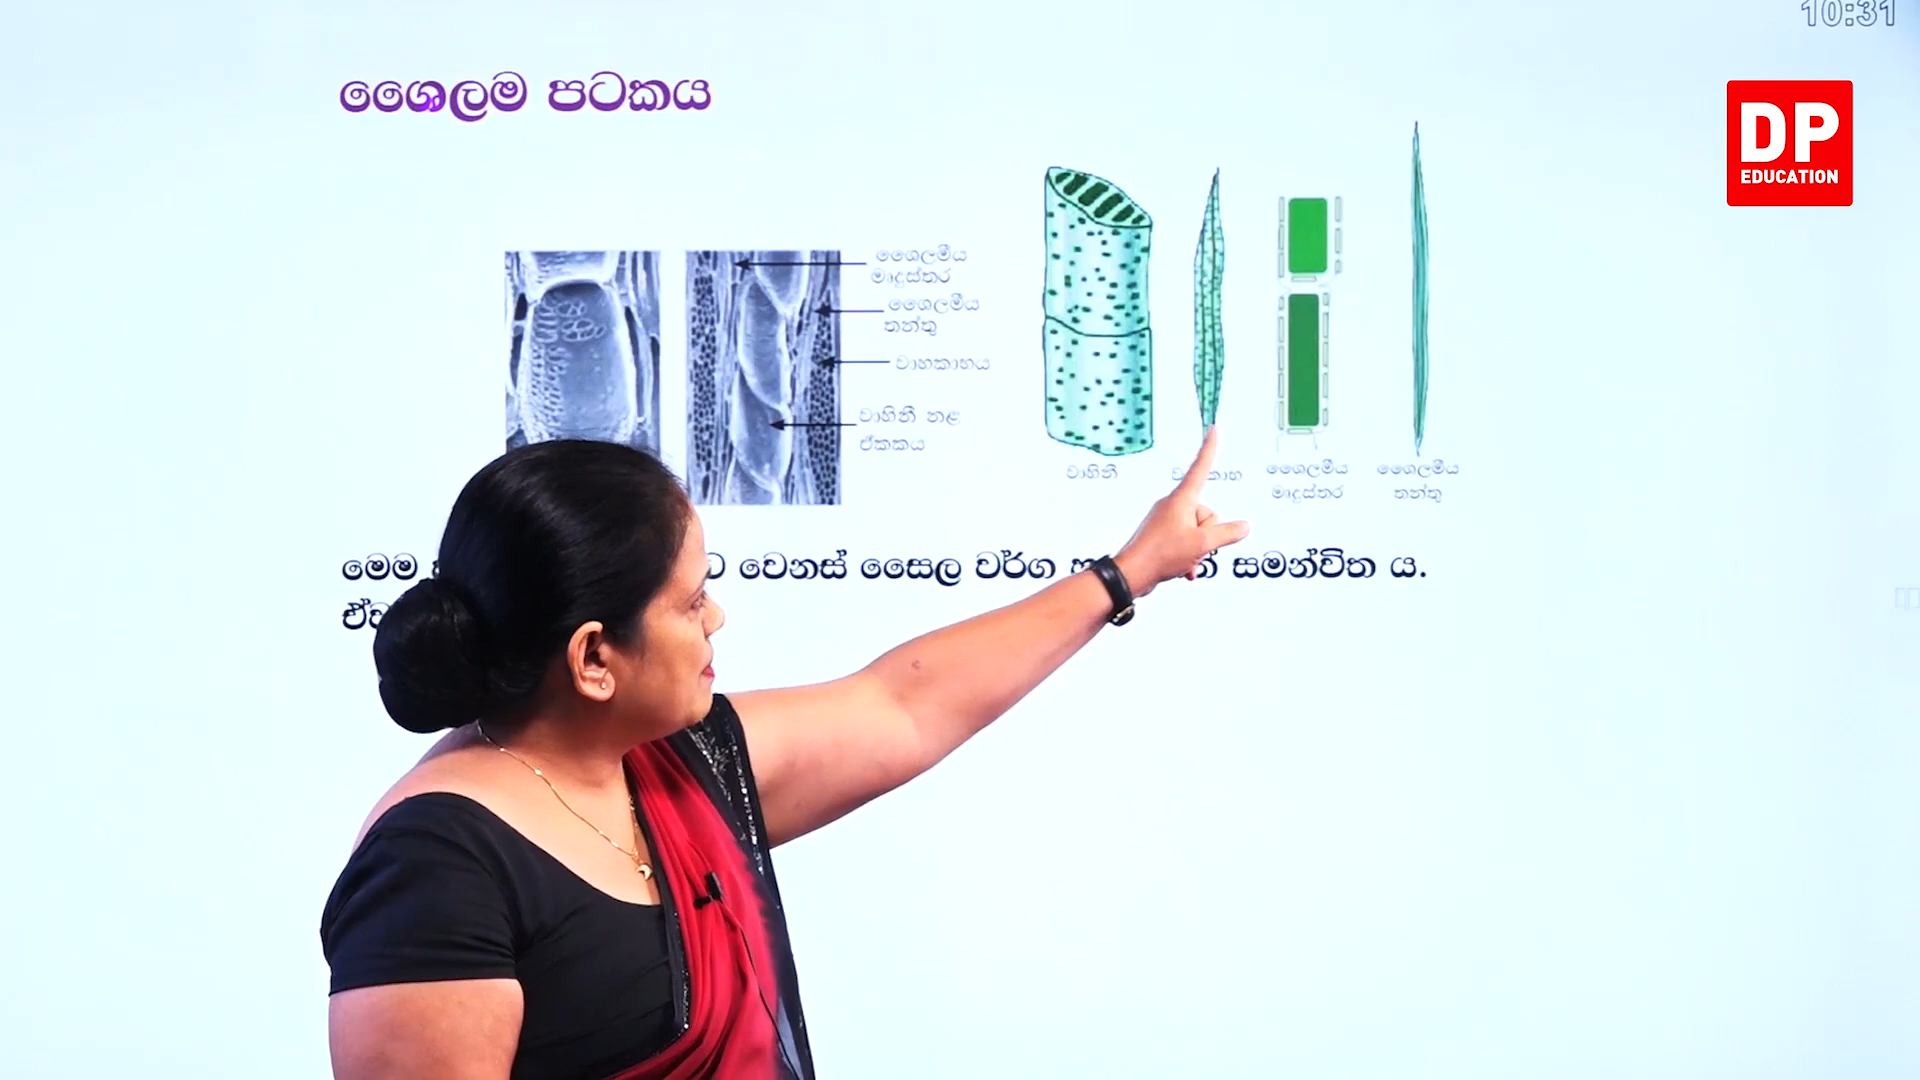 10:31
ශෛලම පටකය
DP
EDUCATION
ශෛලමීය
මෘදුස්තර
ශෛලමීය
තන්තු
වාහකාභය
වාහිනී නළ
ඒකකය
වාහිනී
ශෛලමීය
මෘදුස්තර
ශෛලමීය
තන්තු
මෙම වෙනස් සෛල වර්ග සමන්විත ය.